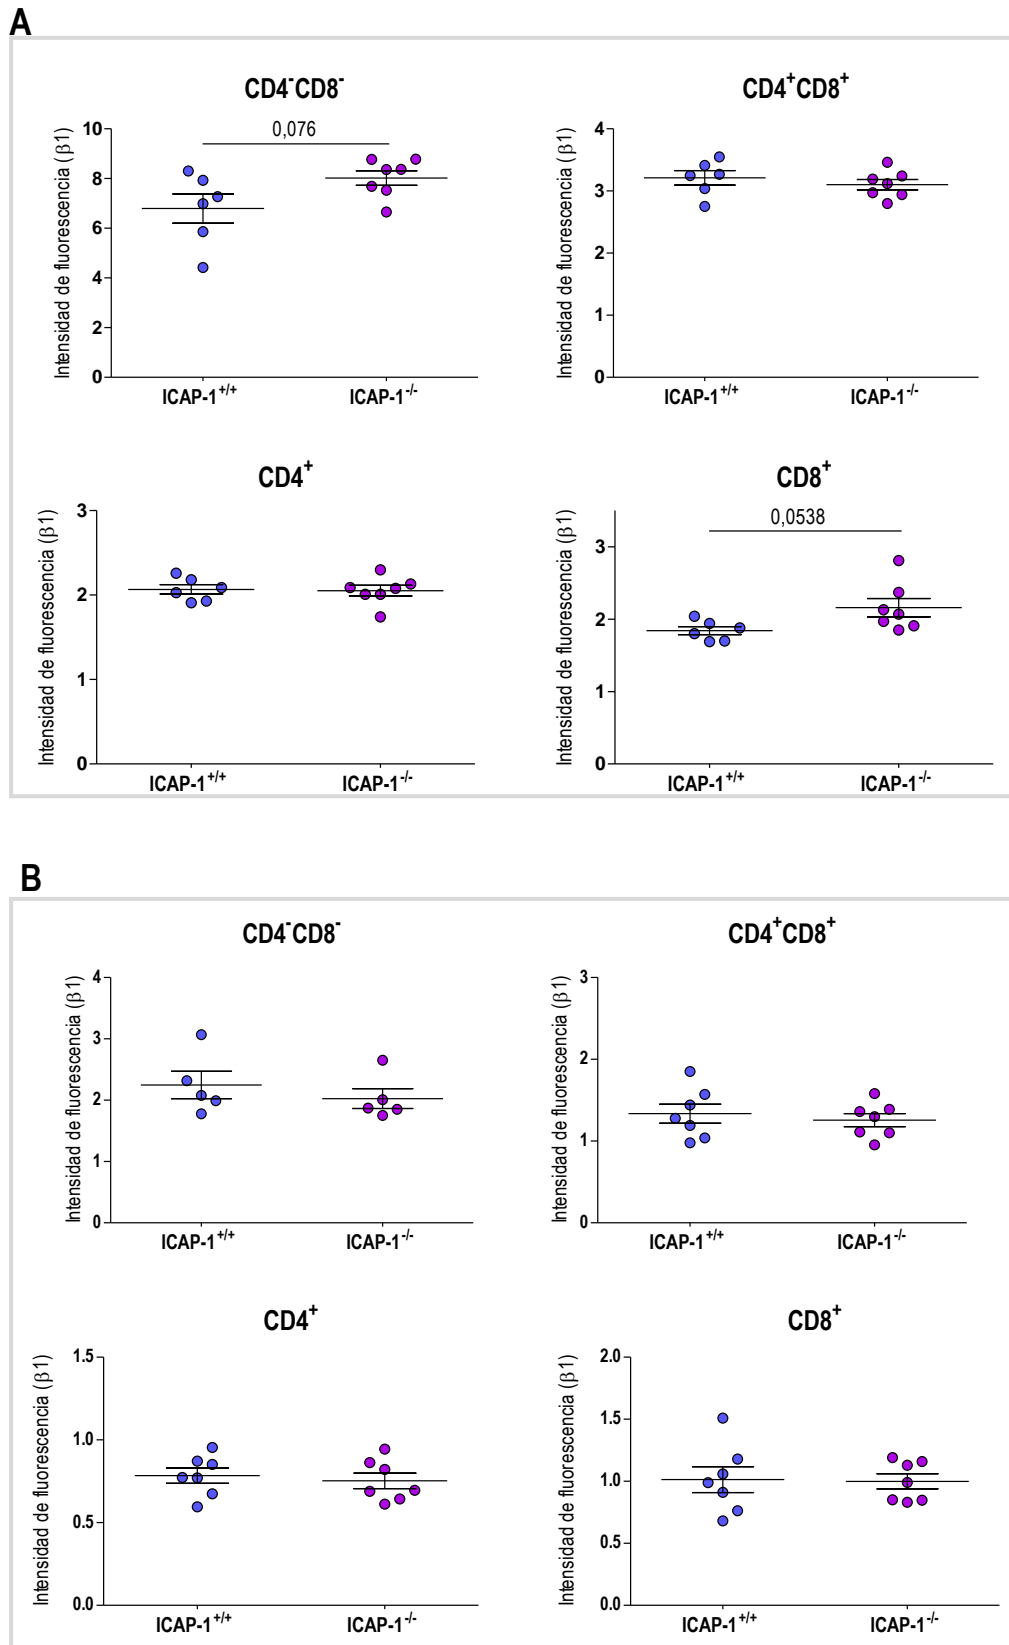 A
CD4⁻CD8⁻
Intensidad de fluorescencia (β1)
10
8
6
4
2
0
0,076
ICAP-1⁺/⁺
ICAP-1⁻/⁻
CD4⁺CD8⁺
Intensidad de fluorescencia (β1)
4
3
2
1
0
ICAP-1⁺/⁺
ICAP-1⁻/⁻
CD4⁺
Intensidad de fluorescencia (β1)
3
2
1
0
ICAP-1⁺/⁺
ICAP-1⁻/⁻
CD8⁺
Intensidad de fluorescencia (β1)
3
2
1
0
0,0538
ICAP-1⁺/⁺
ICAP-1⁻/⁻
B
CD4⁻CD8⁻
Intensidad de fluorescencia (β1)
4
3
2
1
0
ICAP-1⁺/⁺
ICAP-1⁻/⁻
CD4⁺CD8⁺
Intensidad de fluorescencia (β1)
3
2
1
0
ICAP-1⁺/⁺
ICAP-1⁻/⁻
CD4⁺
Intensidad de fluorescencia (β1)
1.5
1.0
0.5
0.0
ICAP-1⁺/⁺
ICAP-1⁻/⁻
CD8⁺
Intensidad de fluorescencia (β1)
2.0
1.5
1.0
0.5
0.0
ICAP-1⁺/⁺
ICAP-1⁻/⁻